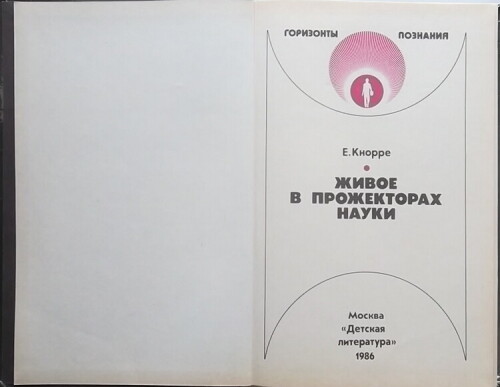 ГОРИЗОНТЫ ПОЗНАНИЯ
Е. Кнорре
ЖИВОЕ
В ПРОЖЕКТОРАХ
НАУКИ
Москва
«Детская
литература»
1986